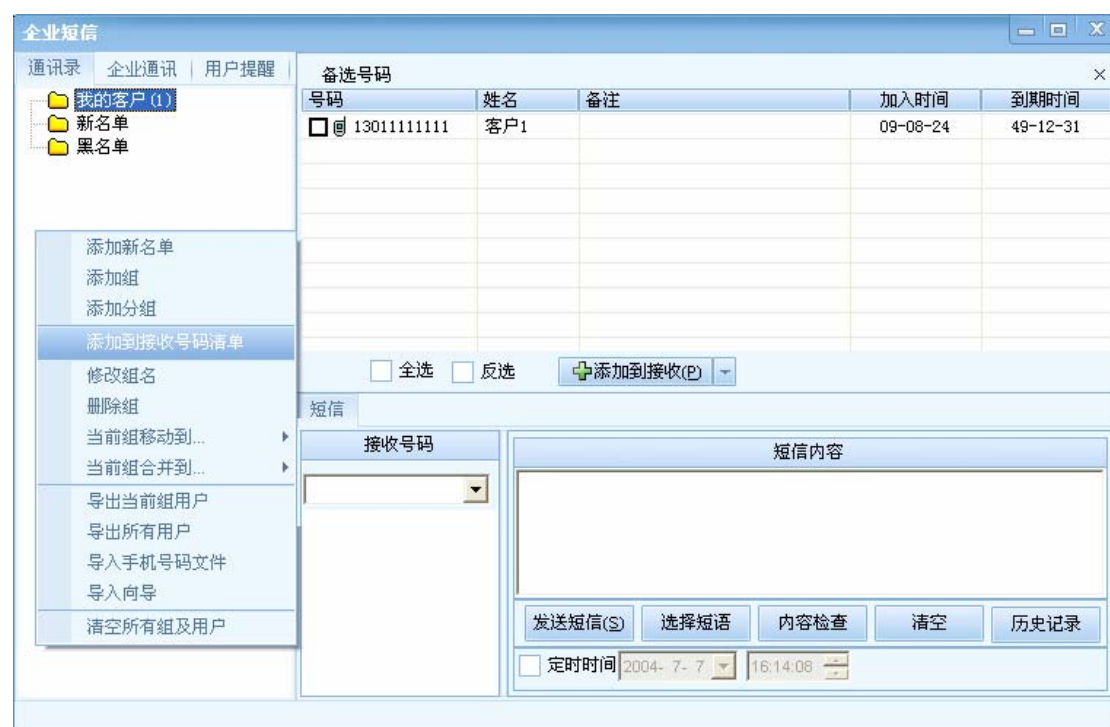 企业短信
通讯录 企业通讯 用户提醒
我的客户(1)
新名单
黑名单
备选号码
号码 姓名 备注 加入时间 到期时间
13011111111 客户1 09-08-24 49-12-31
添加新名单
添加组
添加分组
添加到接收号码清单
修改组名
删除组
当前组移动到...
当前组合并到...
导出当前组用户
导出所有用户
导入手机号码文件
导入向导
清空所有组及用户
全选 反选 添加到接收(P)
短信
接收号码
短信内容
发送短信(S) 选择短语 内容检查 清空 历史记录
定时时间 2004- 7- 7 16:14:08